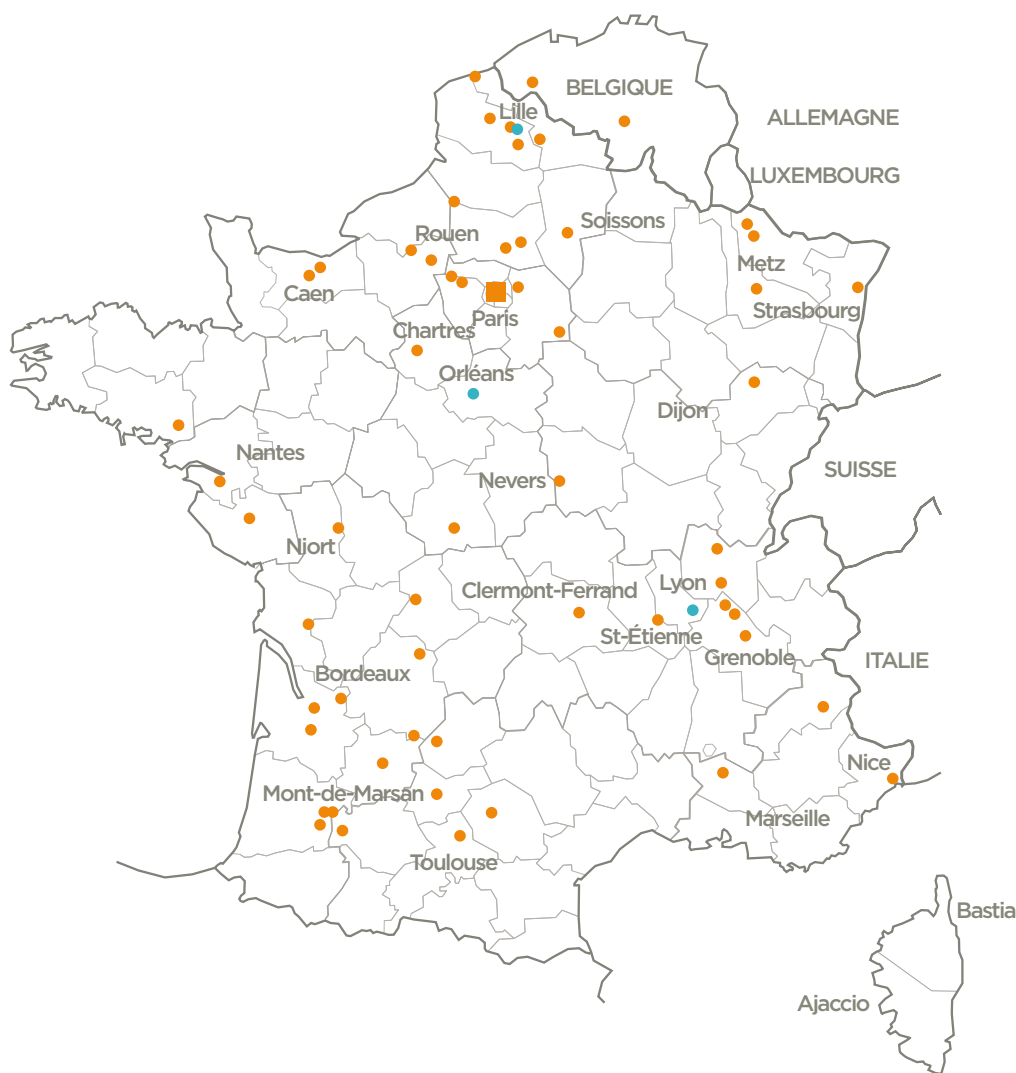 BELGIQUE
Lille
ALLEMAGNE
LUXEMBOURG
Soissons
Rouen
Metz
Caen
Strasbourg
Paris
Chartres
Orléans
Dijon
Nantes
SUISSE
Nevers
Niort
Lyon
Clermont-Ferrand
St-Étienne
Grenoble
ITALIE
Bordeaux
Nice
Mont-de-Marsan
Marseille
Toulouse
Bastia
Ajaccio